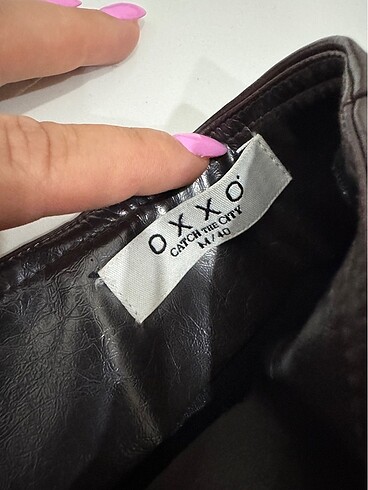 OXXO
CATCH THE CITY
M / 40